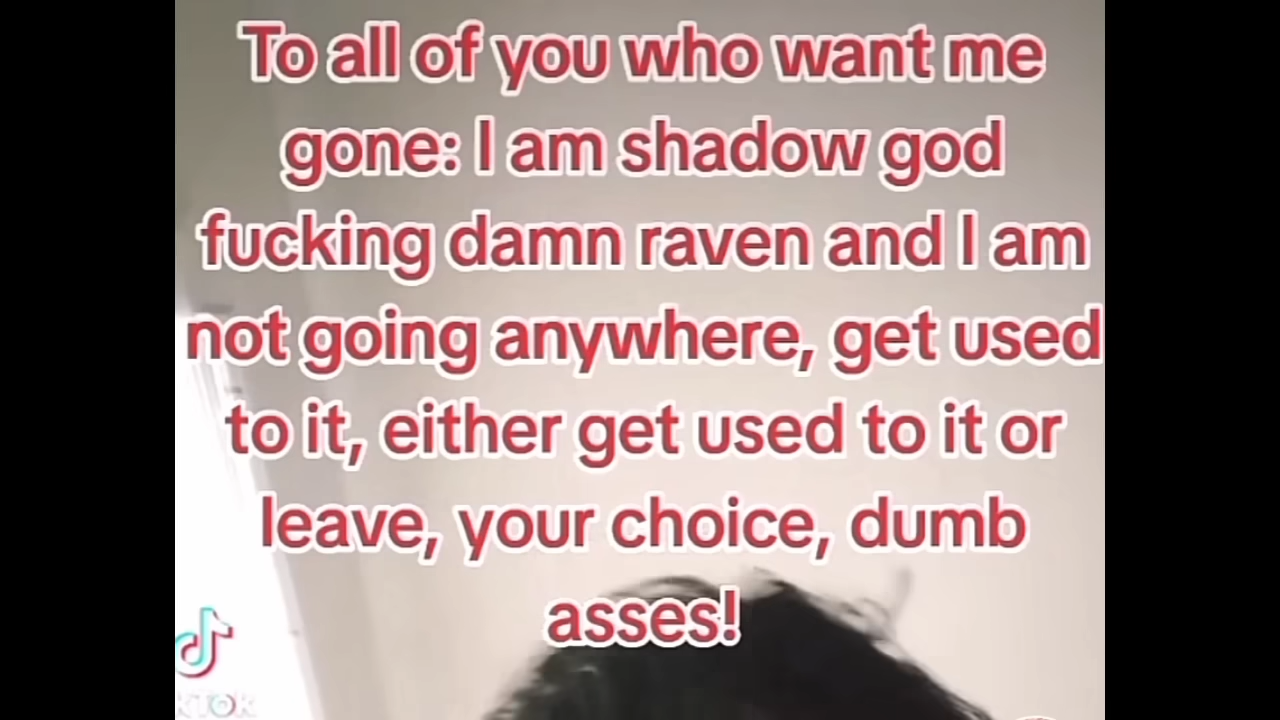 To all of you who want me
gone: I am shadow god
fucking damn raven and I am
not going anywhere, get used
to it, either get used to it or
leave, your choice, dumb
asses!
KTOK